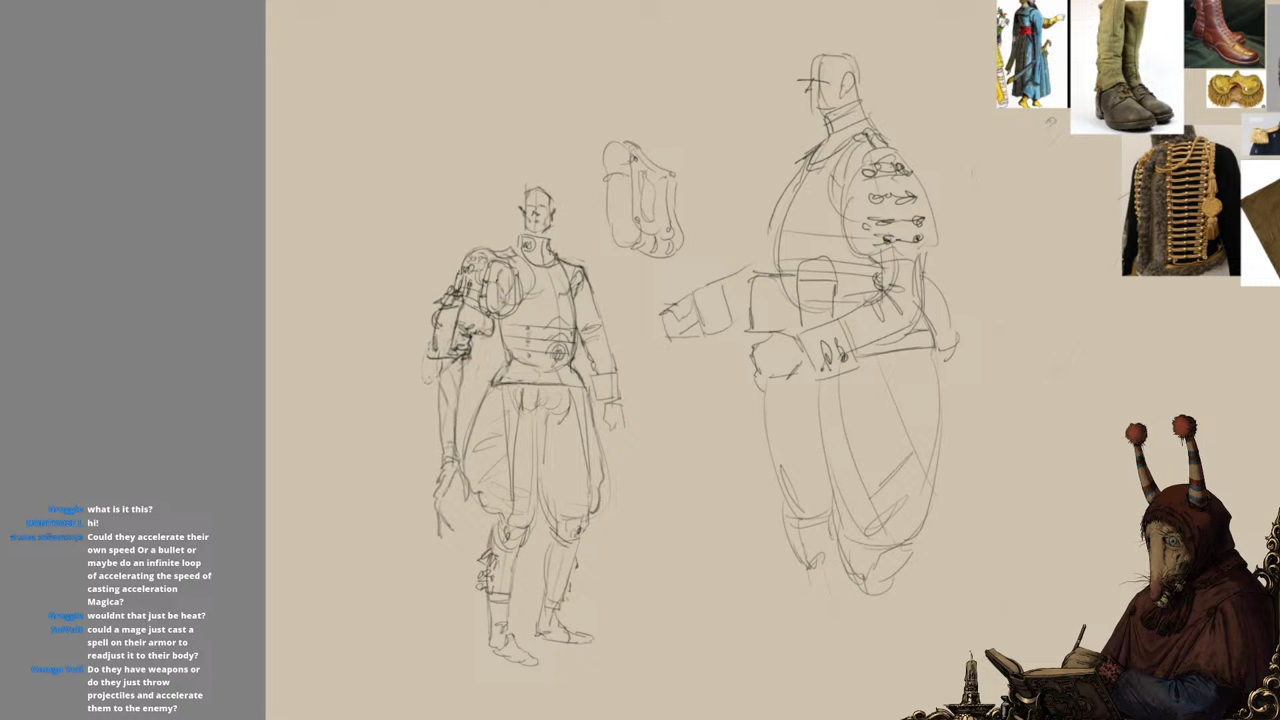 what is it this?
hi!
Could they accelerate their
own speed Or a bullet or
maybe do an infinite loop
of accelerating the speed of
casting acceleration
Magica?
wouldnt that just be heat?
could a mage just cast a
spell on their armor to
readjust it to their body?
Do they have weapons or
do they just throw
projectiles and accelerate
them to the enemy?